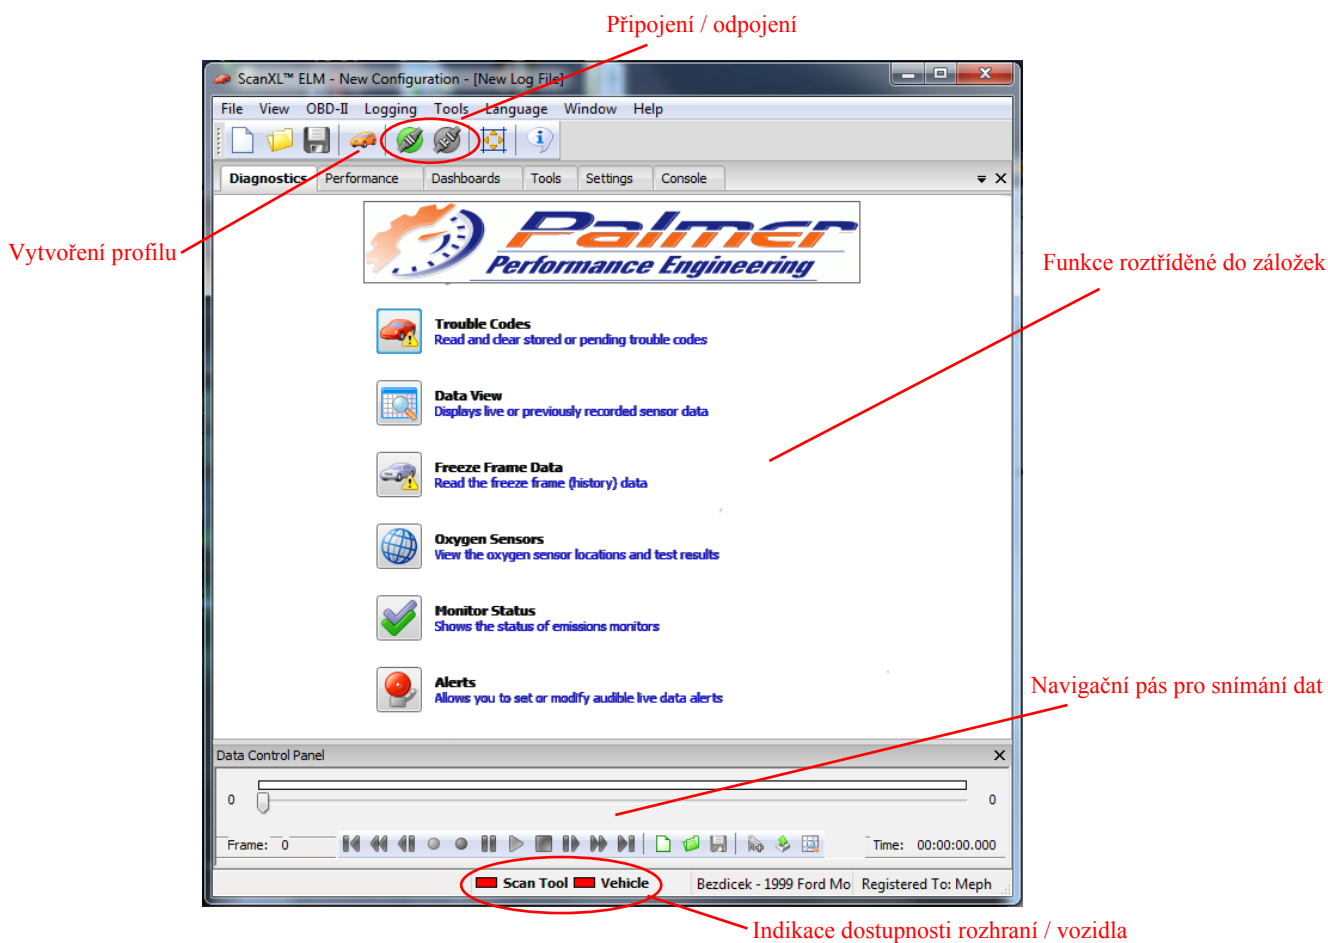 Připojení / odpojení
ScanXL™ ELM - New Configuration - [New Log File]
File View OBD-II Logging Tools Language Window Help
Diagnostics Performance Dashboards Tools Settings Console
Palmer
Performance Engineering
Vytvoření profilu
Funkce roztříděné do záložek
Trouble Codes
Read and clear stored or pending trouble codes
Data View
Displays live or previously recorded sensor data
Freeze Frame Data
Read the freeze frame (history) data
Oxygen Sensors
View the oxygen sensor locations and test results
Monitor Status
Shows the status of emissions monitors
Alerts
Allows you to set or modify audible live data alerts
Navigační pás pro snímání dat
Data Control Panel
0 0
Frame: 0 Time: 00:00:00.000
Scan Tool Vehicle Bezdicek - 1999 Ford Mo Registered To: Meph
Indikace dostupnosti rozhraní / vozidla